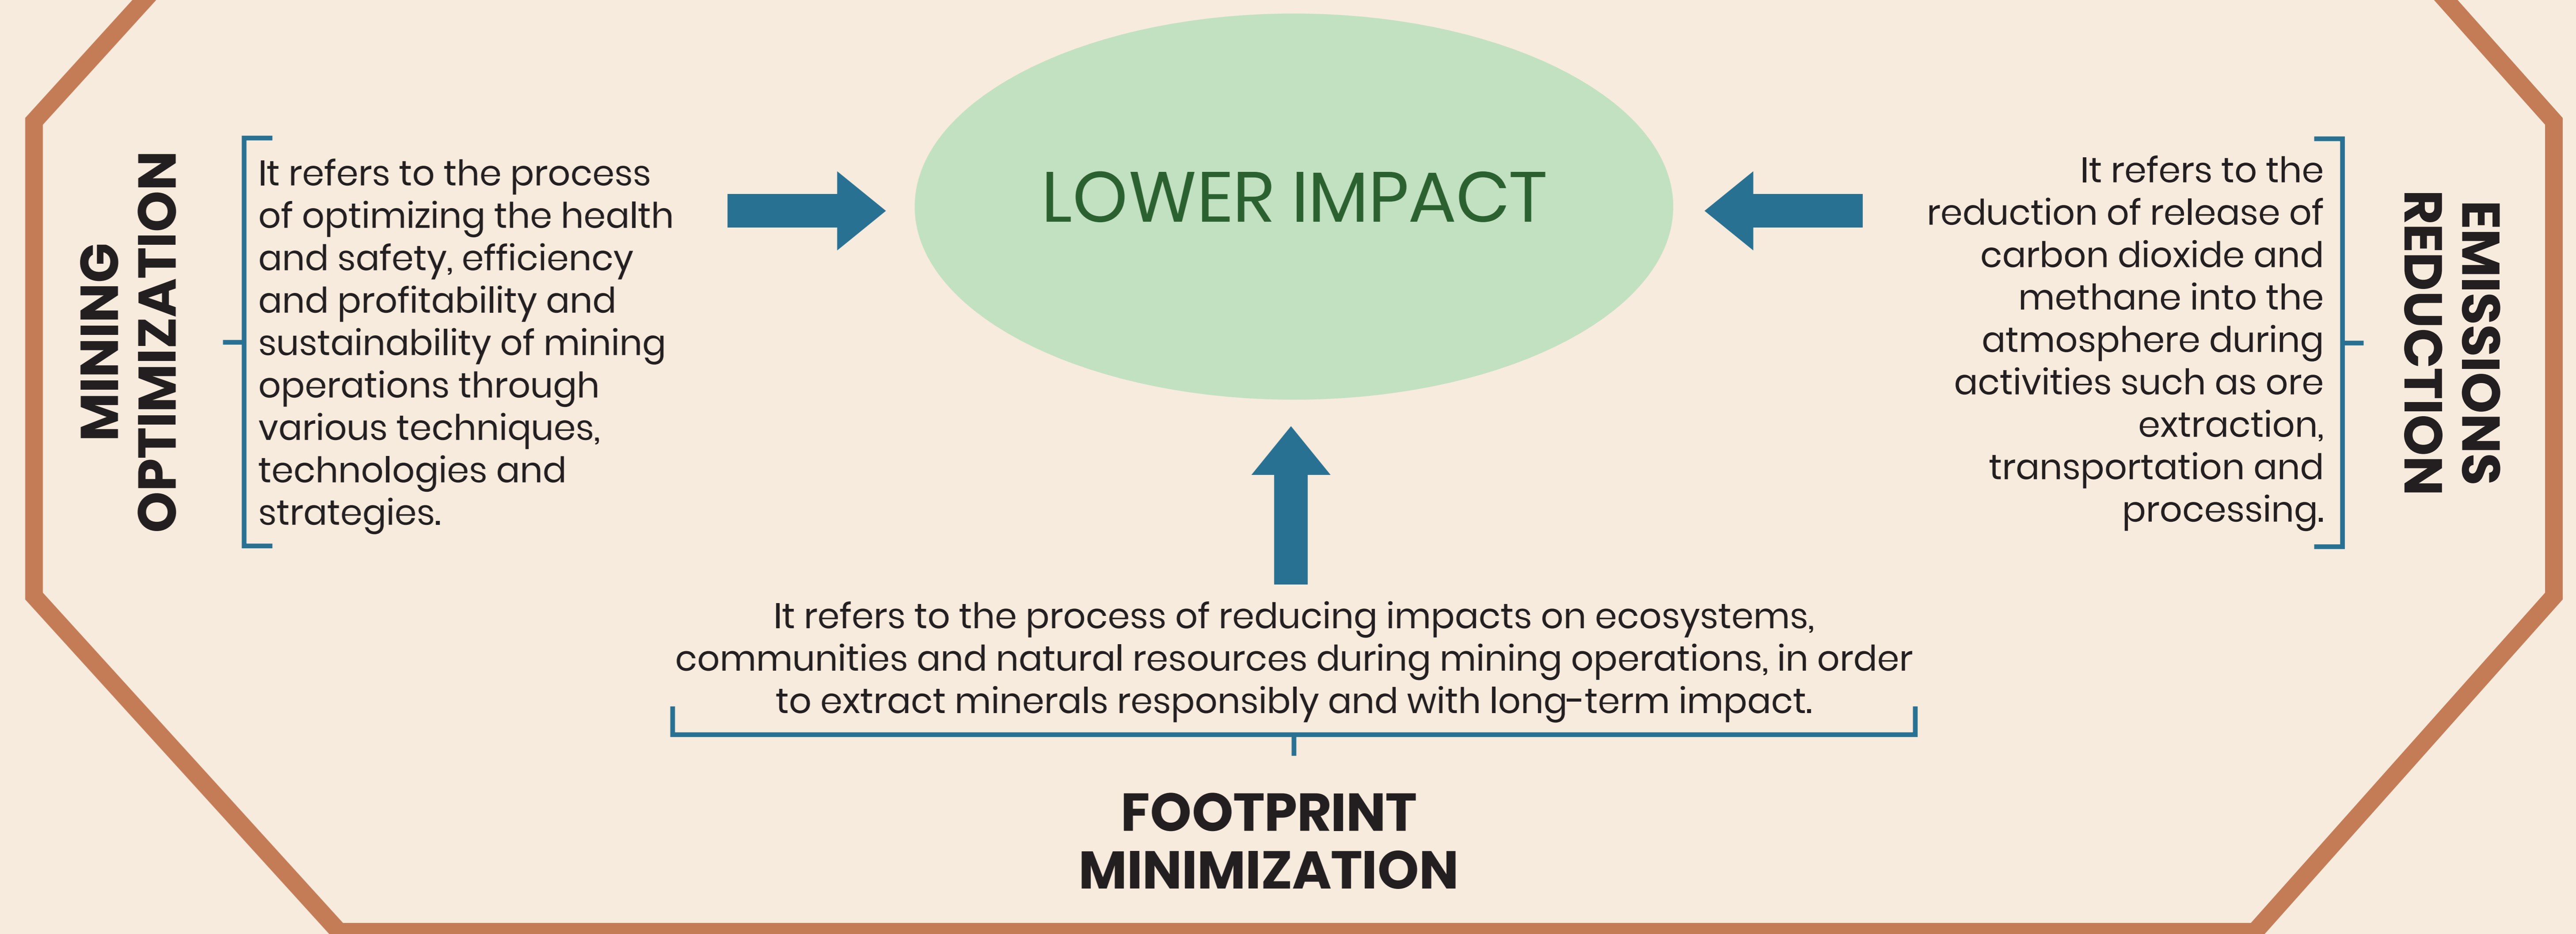 MINING
OPTIMIZATION
It refers to the process
of optimizing the health
and safety, efficiency
and profitability and
sustainability of mining
operations through
various techniques,
technologies and
strategies.
LOWER IMPACT
It refers to the
reduction of release of
carbon dioxide and
methane into the
atmosphere during
activities such as ore
extraction,
transportation and
processing.
EMISSIONS
REDUCTION
It refers to the process of reducing impacts on ecosystems,
communities and natural resources during mining operations, in order
to extract minerals responsibly and with long-term impact.
FOOTPRINT
MINIMIZATION